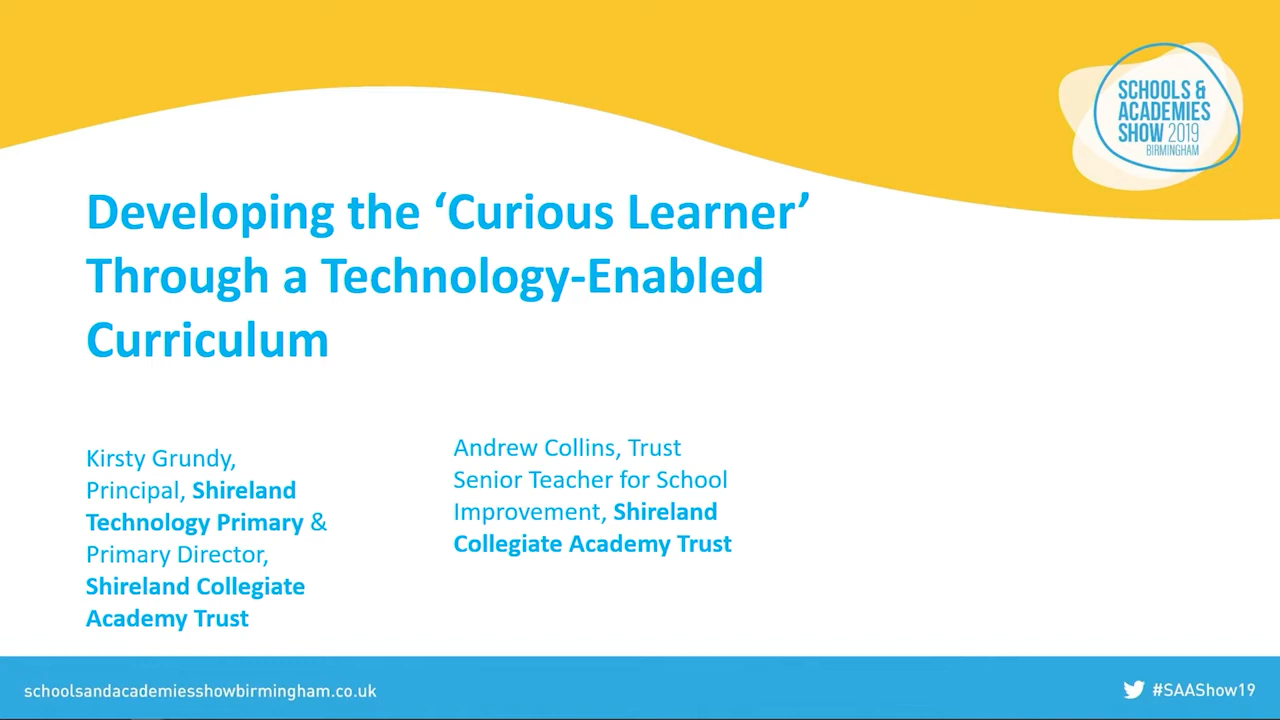 SCHOOLS &
ACADEMIES
SHOW 2019
BIRMINGHAM
Developing the ‘Curious Learner’
Through a Technology-Enabled
Curriculum
Kirsty Grundy,
Principal, Shireland
Technology Primary &
Primary Director,
Shireland Collegiate
Academy Trust
Andrew Collins, Trust
Senior Teacher for School
Improvement, Shireland
Collegiate Academy Trust
schoolsandacademiesshowbirmingham.co.uk
#SAAShow19